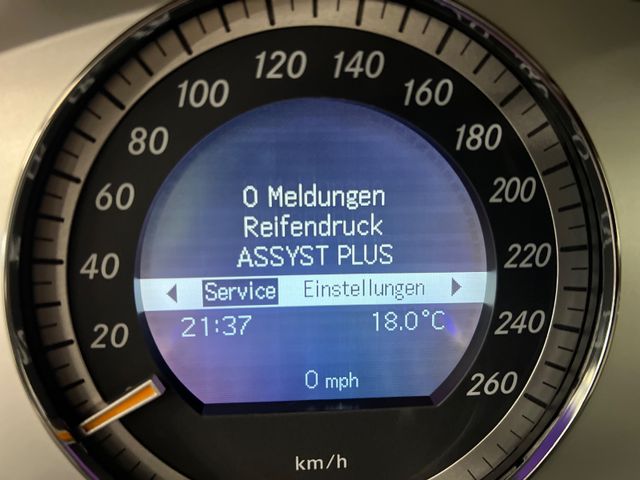 20
40
60
80
100
120
140
160
180
200
220
240
260
0 Meldungen
Reifendruck
ASSYST PLUS
Service Einstellungen
21:37 18.0°C
0 mph
km/h